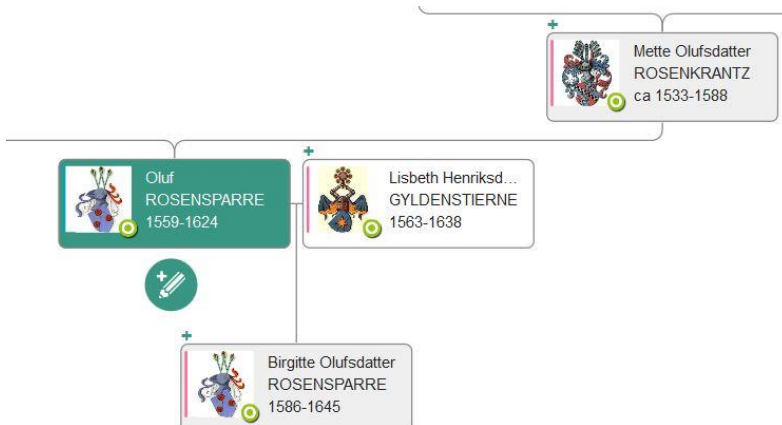 Mette Olufsdatter
ROSENKRANTZ
ca 1533-1588
Oluf
ROSENSPARRE
1559-1624
Lisbeth Henriksd...
GYLDENSTIERNE
1563-1638
Birgitte Olufsdatter
ROSENSPARRE
1586-1645